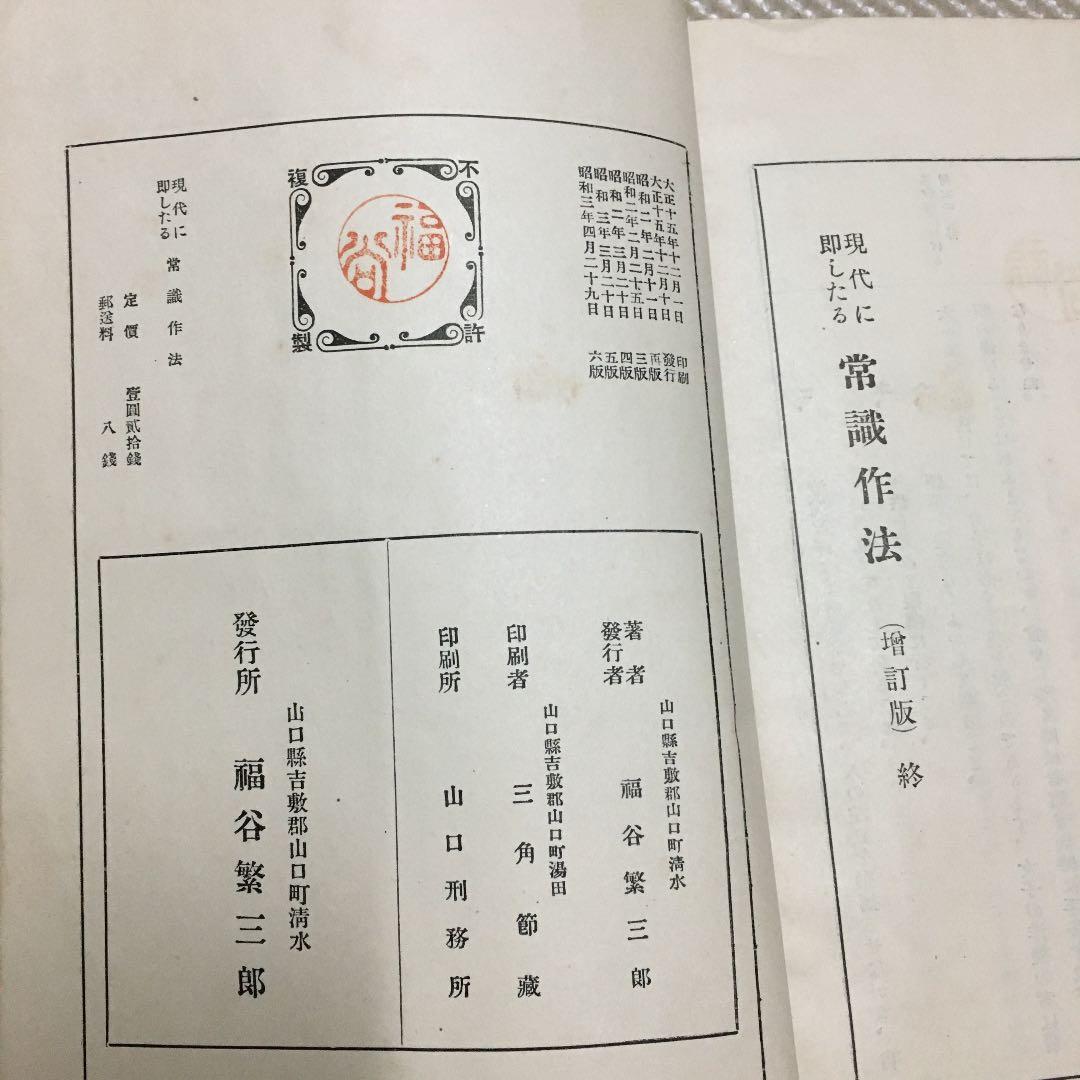 現代に
即したる
常識作法
(增訂版)終
大正十五年十二月一日 印刷
大正十五年十二月十日 發行
昭和二年二月十一日 再版
昭和二年二月二十五日 三版
昭和二年三月二十日 四版
昭和三年三月二十日 五版
昭和三年四月二十九日 六版
不許
複製
福谷
現代に
即したる
常識作法
定價 壹圓貳拾錢
郵送料 八錢
山口縣吉敷郡山口町淸水
著者
發行者
福谷繁三郎
山口縣吉敷郡山口町湯田
印刷者 三角節藏
印刷所 山口刑務所
山口縣吉敷郡山口町淸水
發行所 福谷繁三郎